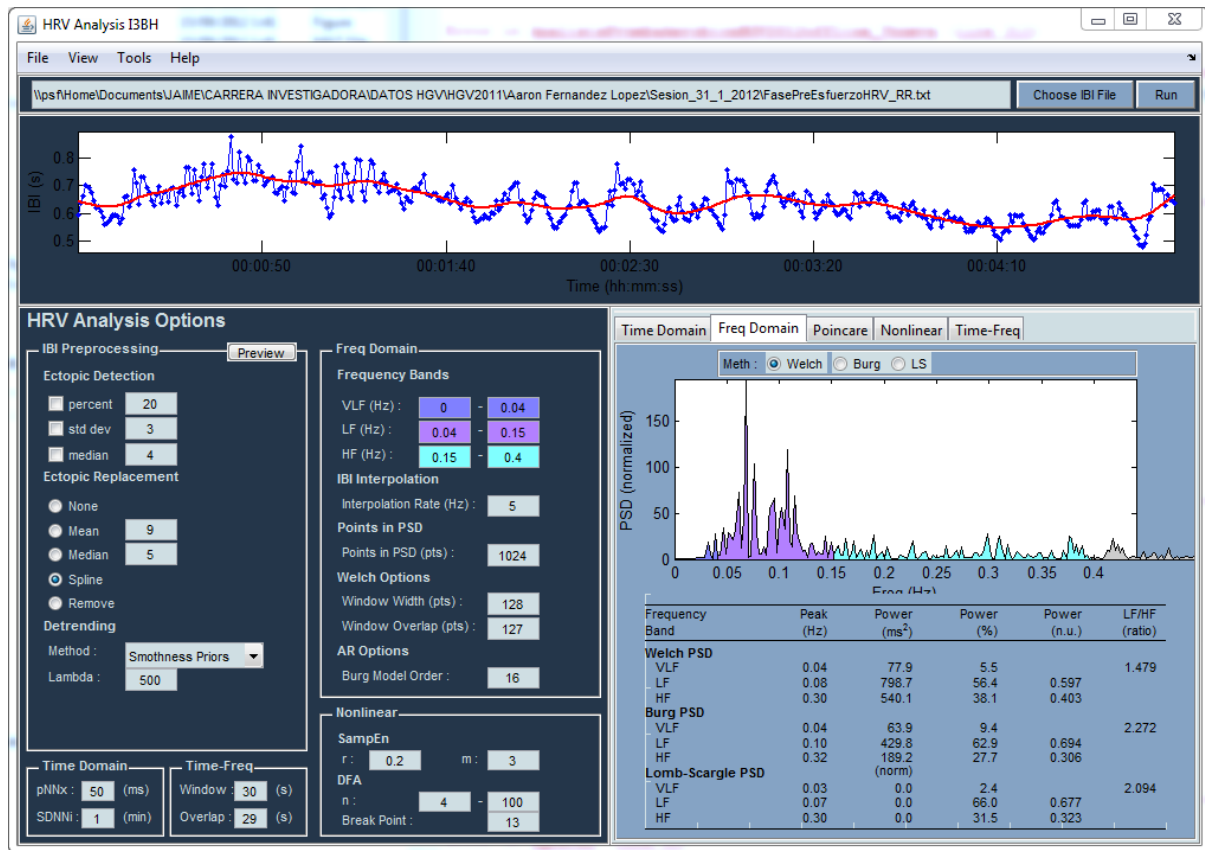 HRV Analysis I3BH
File View Tools Help
\\psf\Home\Documents\JAIME\CARRERA INVESTIGADORA\DATOS HGV\HGV2011\Aaron Fernandez Lopez\Sesion_31_1_2012\FasePreEsfuerzoHRV_RR.txt Choose IBI File Run
IBI (s)
0.8
0.7
0.6
0.5
00:00:50 00:01:40 00:02:30 00:03:20 00:04:10
Time (hh:mm:ss)
HRV Analysis Options
IBI Preprocessing Preview
Ectopic Detection
percent 20
std dev 3
median 4
Ectopic Replacement
None
Mean 9
Median 5
Spline
Remove
Detrending
Method : Smothness Priors
Lambda : 500
Time Domain
pNNx : 50 (ms)
SDNNi : 1 (min)
Time-Freq
Window : 30 (s)
Overlap : 29 (s)
Freq Domain
Frequency Bands
VLF (Hz) : 0 - 0.04
LF (Hz) : 0.04 - 0.15
HF (Hz) : 0.15 - 0.4
IBI Interpolation
Interpolation Rate (Hz) : 5
Points in PSD
Points in PSD (pts) : 1024
Welch Options
Window Width (pts) : 128
Window Overlap (pts) : 127
AR Options
Burg Model Order : 16
Nonlinear
SampEn
r : 0.2 m : 3
DFA
n : 4 - 100
Break Point : 13
Time Domain Freq Domain Poincare Nonlinear Time-Freq
Meth : Welch Burg LS
PSD (normalized)
150
100
50
0
0 0.05 0.1 0.15 0.2 0.25 0.3 0.35 0.4
Freq (Hz)
Frequency Peak Power Power Power LF/HF
Band (Hz) (ms²) (%) (n.u.) (ratio)
Welch PSD
VLF 0.04 77.9 5.5 1.479
LF 0.08 798.7 56.4 0.597
HF 0.30 540.1 38.1 0.403
Burg PSD
VLF 0.04 63.9 9.4 2.272
LF 0.10 429.8 62.9 0.694
HF 0.32 189.2 27.7 0.306
Lomb-Scargle PSD (norm)
VLF 0.03 0.0 2.4 2.094
LF 0.07 0.0 66.0 0.677
HF 0.30 0.0 31.5 0.323